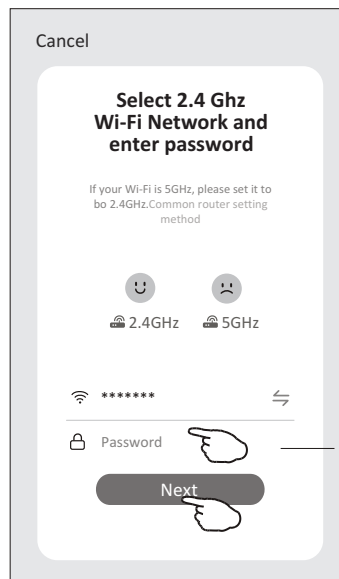 Cancel
Select 2.4 Ghz
Wi-Fi Network and
enter password
If your Wi-Fi is 5GHz, please set it to
bo 2.4GHz.Common router setting
method
2.4GHz 5GHz
*******
Password
Next